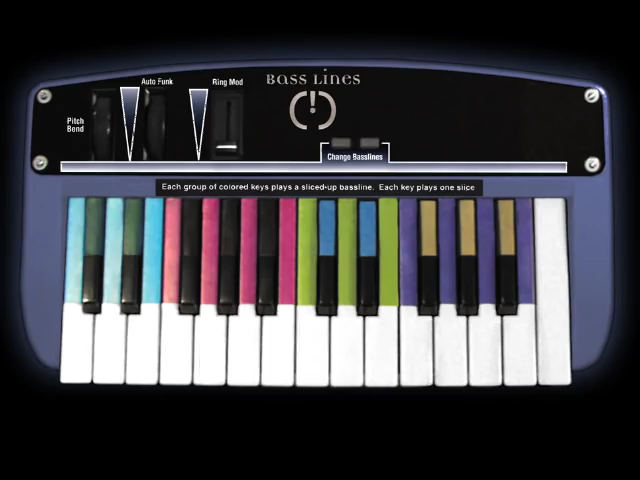 Auto Funk
Ring Mod
Bass Lines
Pitch
Bend
Change Basslines
Each group of colored keys plays a sliced-up bassline. Each key plays one slice